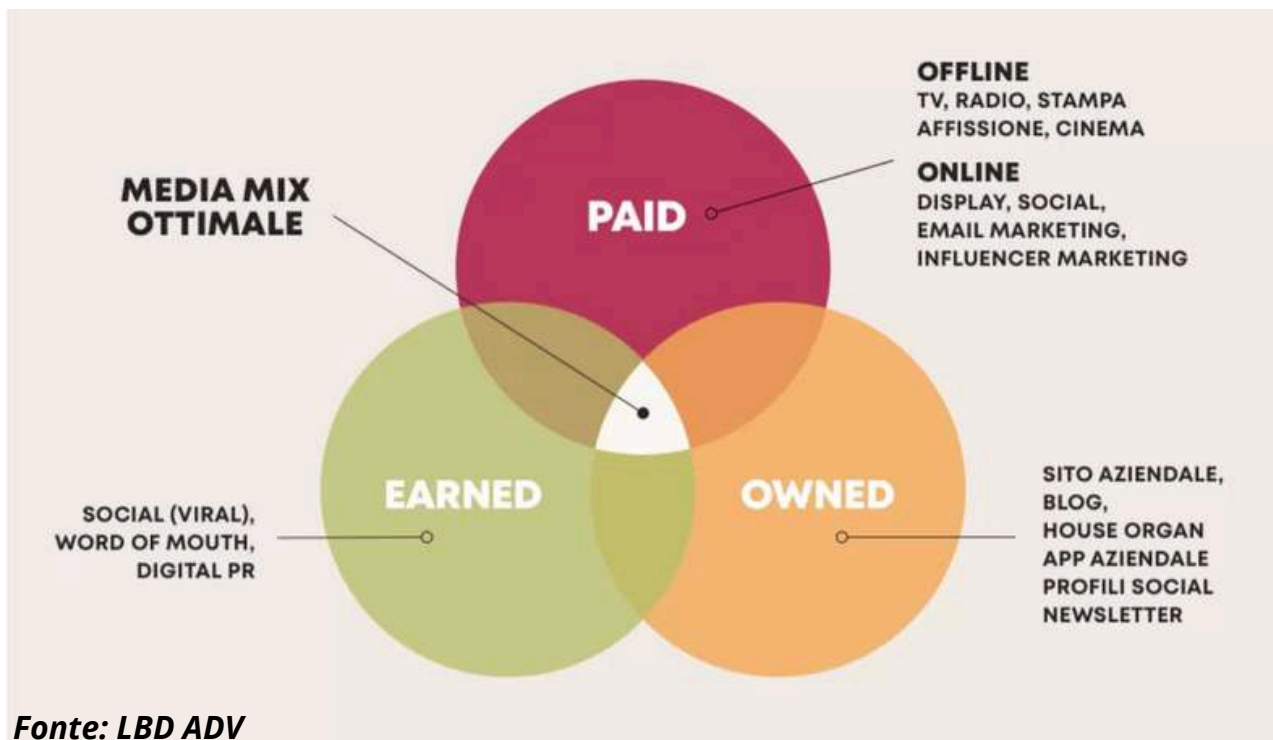 OFFLINE
TV, RADIO, STAMPA
AFFISSIONE, CINEMA
MEDIA MIX
OTTIMALE
ONLINE
DISPLAY, SOCIAL,
EMAIL MARKETING,
INFLUENCER MARKETING
PAID
EARNED
OWNED
SOCIAL (VIRAL),
WORD OF MOUTH,
DIGITAL PR
SITO AZIENDALE,
BLOG,
HOUSE ORGAN
APP AZIENDALE
PROFILI SOCIAL
NEWSLETTER
Fonte: LBD ADV